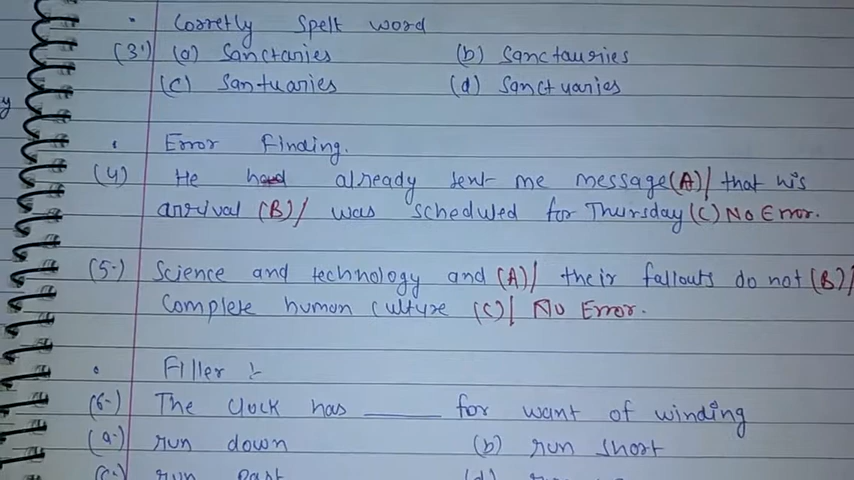 • Corretly Spelt word
(3.) (a) Sanctaries (b) Sanctauries
(c) Santuaries (d) Sanctuaries
• Error Finding.
(4) He had already sent me message (A)/ that his
arrival (B)/ was scheduled for Thursday (C) No Error.
(5.) Science and technology and (A)/ their fallouts do not (B)/
Complete human culture (C)/ No Error.
• Filler :-
(6.) The Clock has ______ for want of winding
(a.) run down (b) run short
(c.) run past (d)